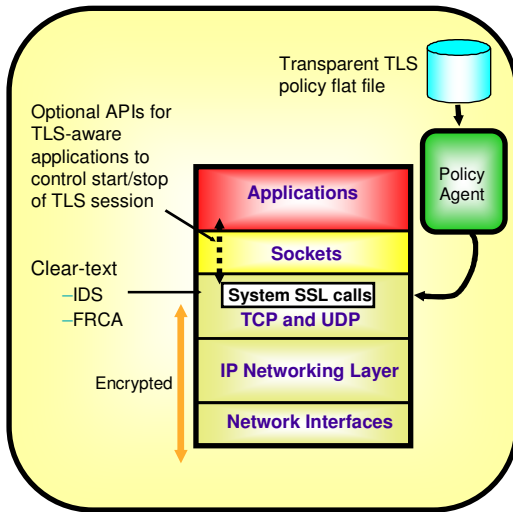 Transparent TLS
policy flat file
Optional APIs for
TLS-aware
applications to
control start/stop
of TLS session
Policy
Agent
Applications
Sockets
Clear-text
–IDS
–FRCA
System SSL calls
TCP and UDP
Encrypted
IP Networking Layer
Network Interfaces